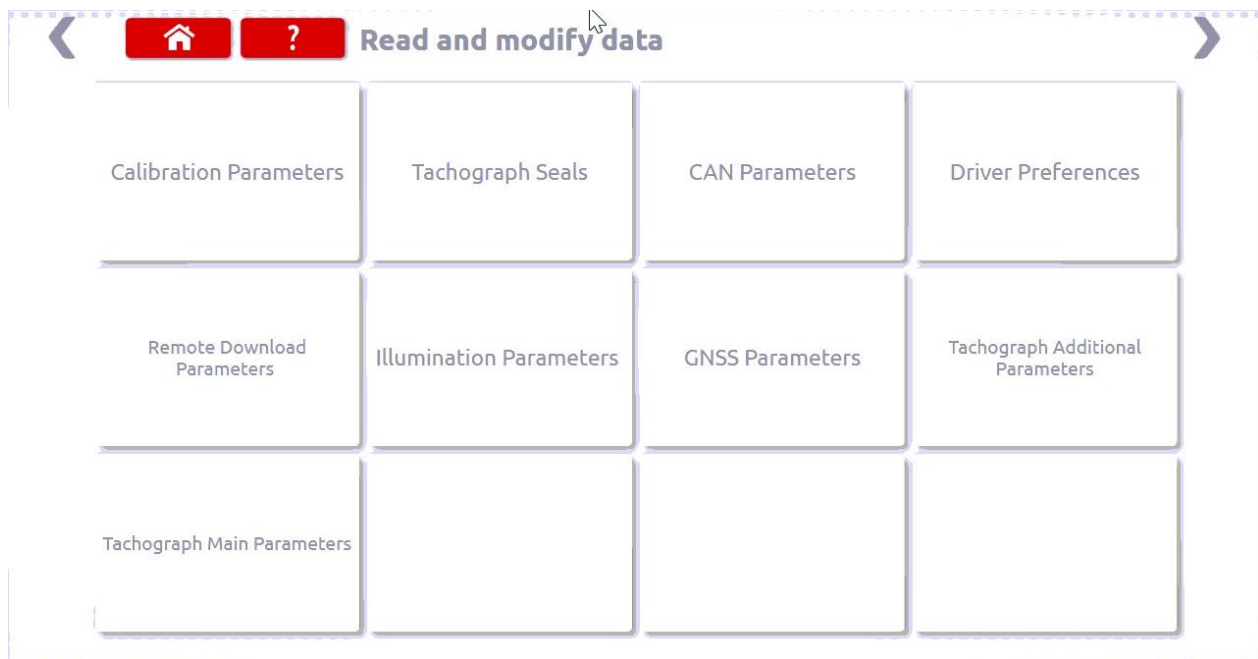 ? Read and modify data
Calibration Parameters
Tachograph Seals
CAN Parameters
Driver Preferences
Remote Download
Parameters
Illumination Parameters
GNSS Parameters
Tachograph Additional
Parameters
Tachograph Main Parameters